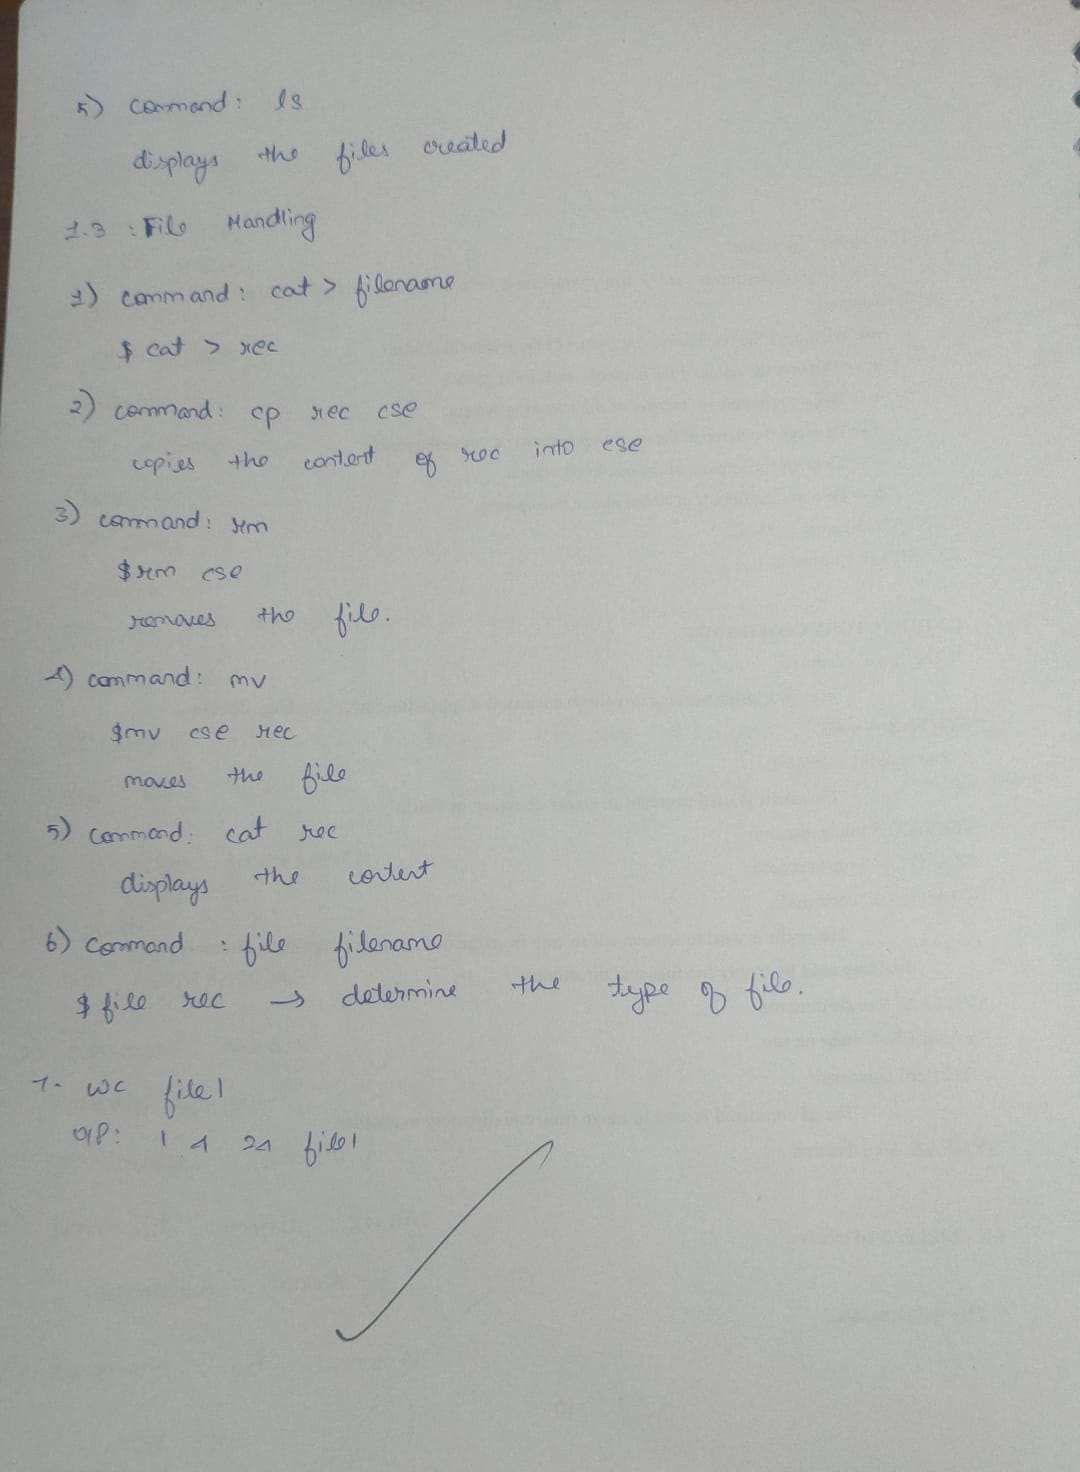 5) command: ls
displays the files created
1.3 : File Handling
1) command: cat > filename
$ cat > rec
2) command: cp rec cse
copies the content of rec into cse
3) command: rm
$rm cse
removes the file.
4) command: mv
$mv cse rec
moves the file
5) command: cat rec
displays the content
6) command : file filename
$ file rec → determine the type of file.
7. wc file1
O/P: 1 4 24 file1